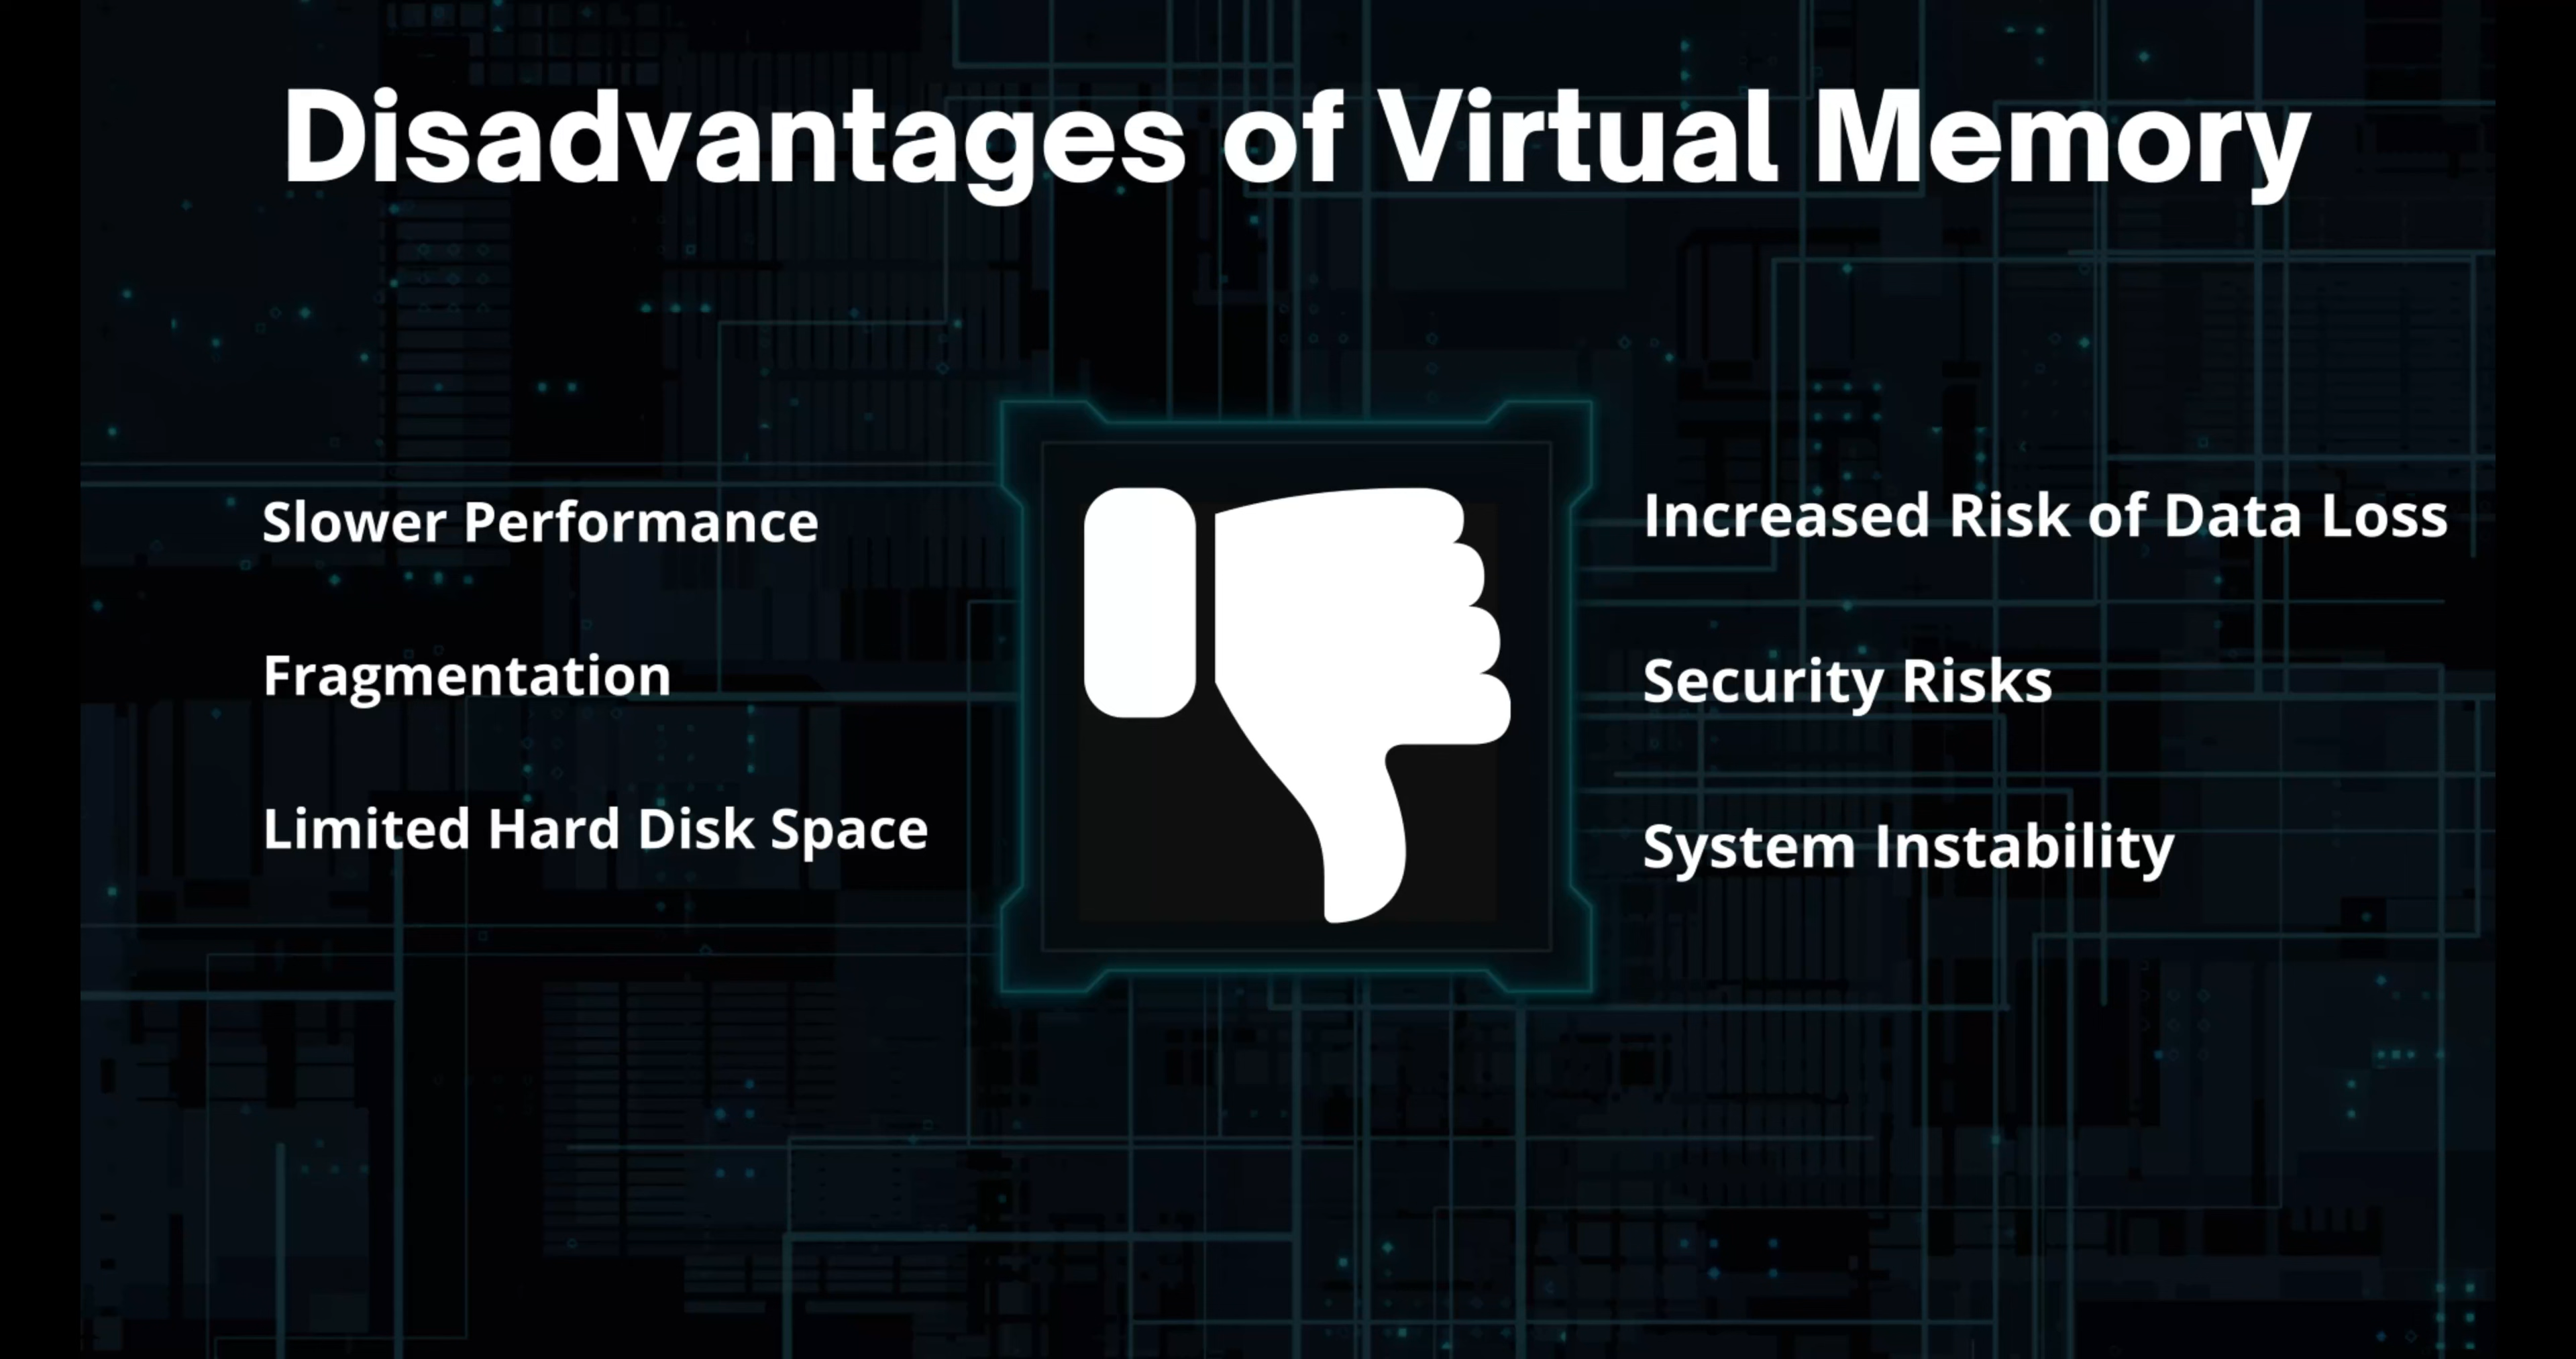 Disadvantages of Virtual Memory
Slower Performance
Fragmentation
Limited Hard Disk Space
Increased Risk of Data Loss
Security Risks
System Instability